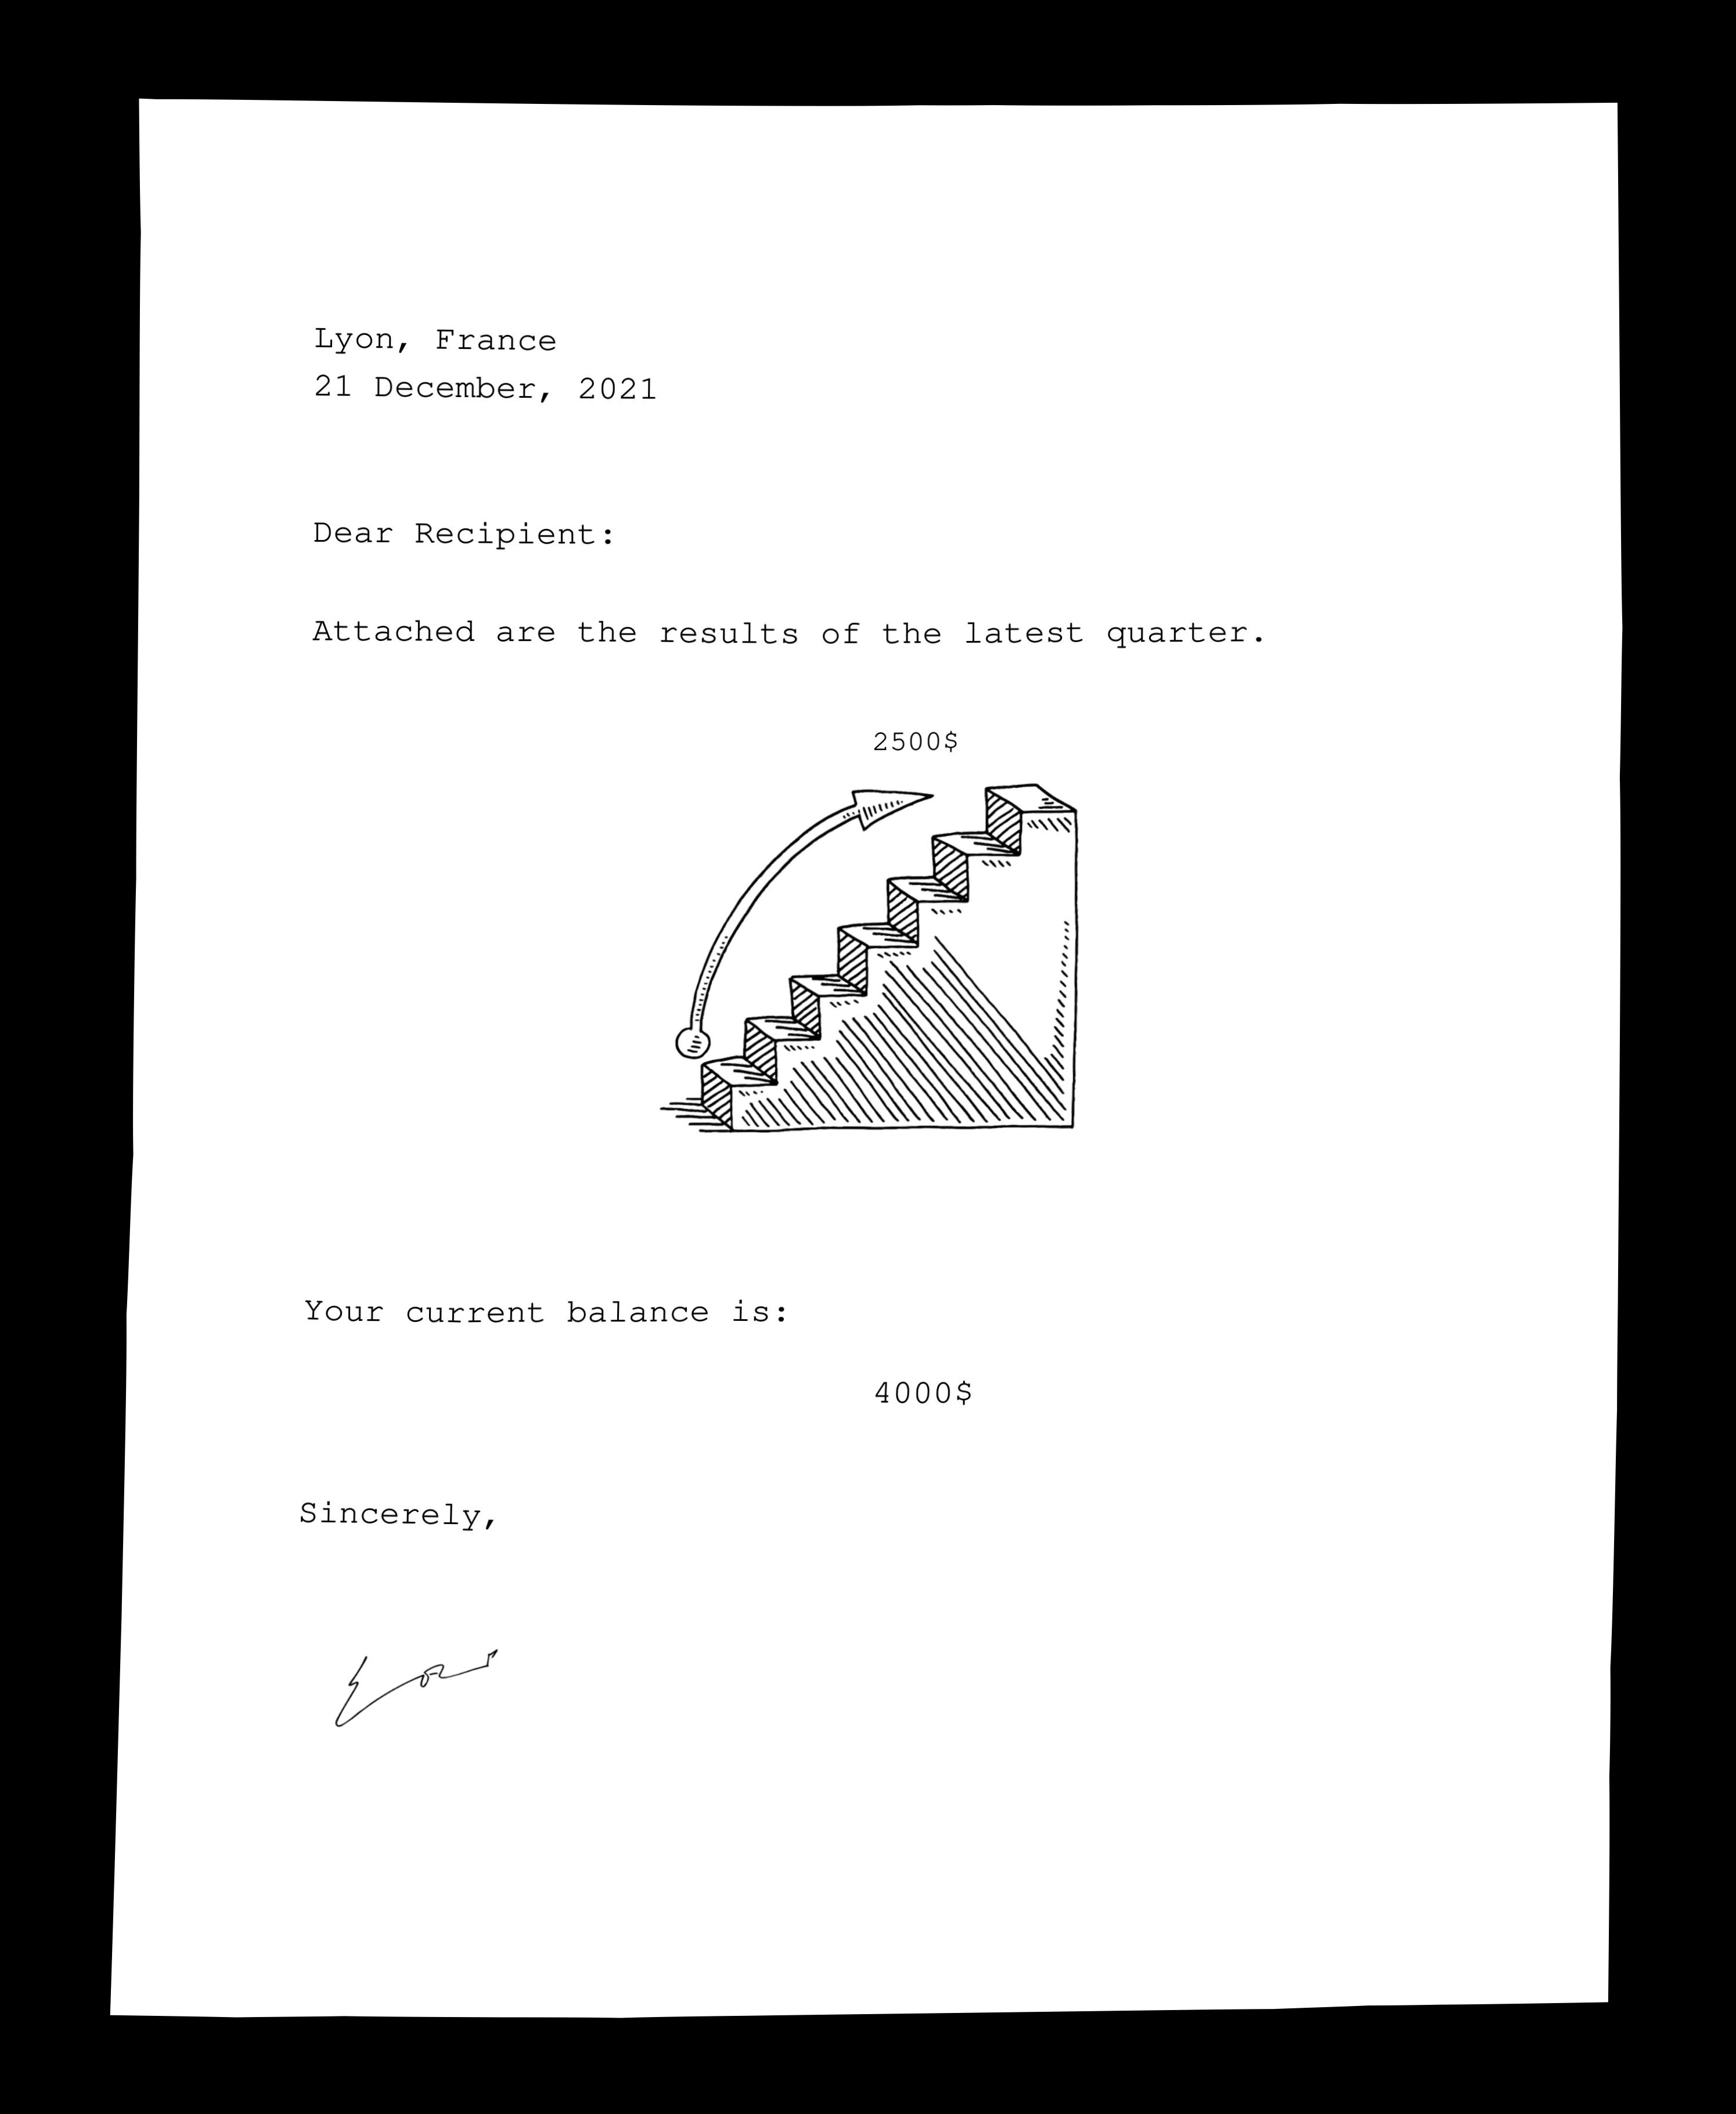 Lyon, France
21 December, 2021
Dear Recipient:
Attached are the results of the latest quarter.
2500$
Your current balance is:
4000$
Sincerely,